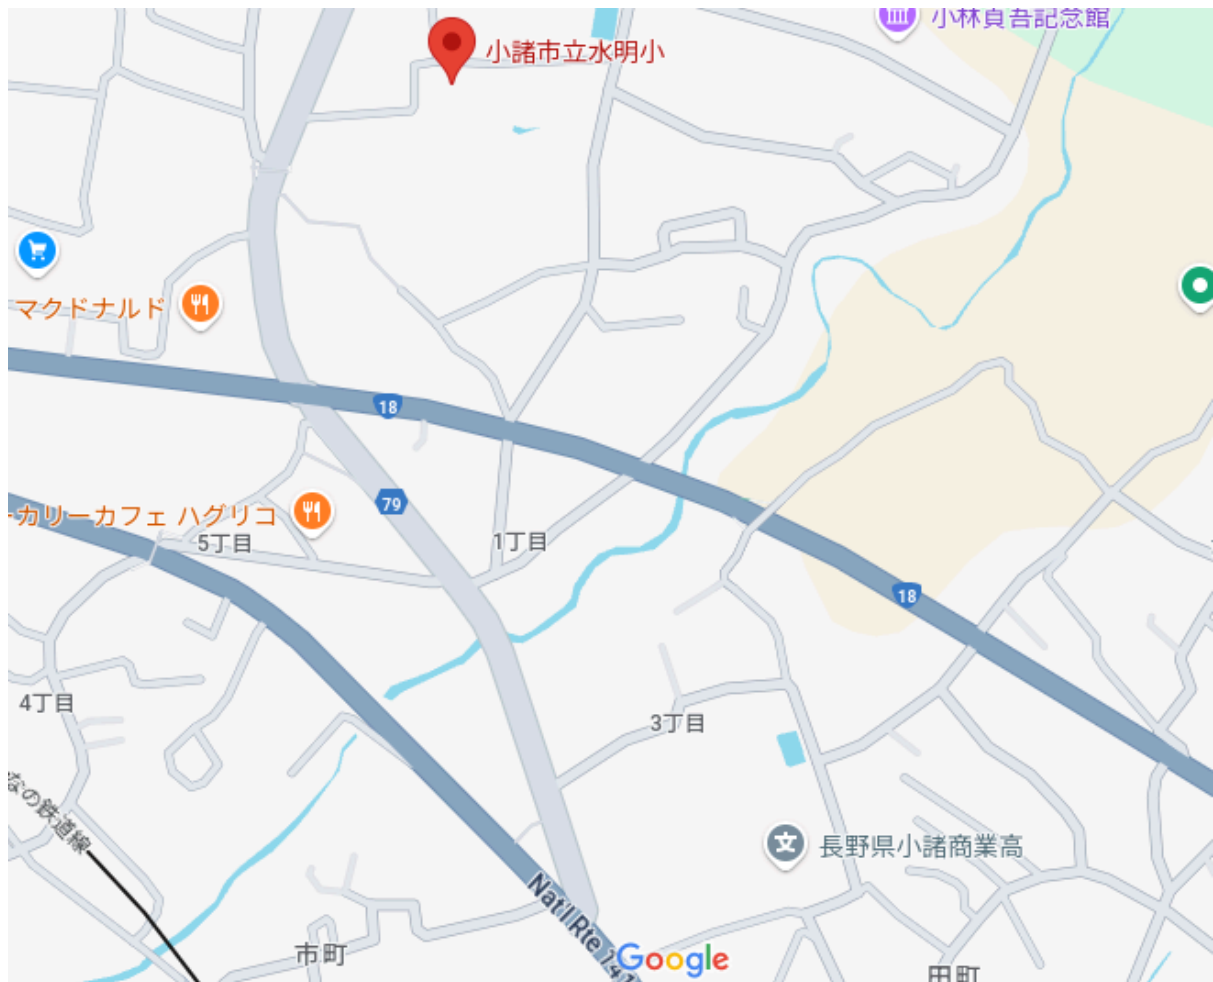 小林貞吾記念館
小諸市立水明小
マクドナルド
18
79
ーカリーカフェ ハグリコ
5丁目
1丁目
18
4丁目
3丁目
なの鉄道線
長野県小諸商業高
Nat'l Rte 141
市町
Google
田町